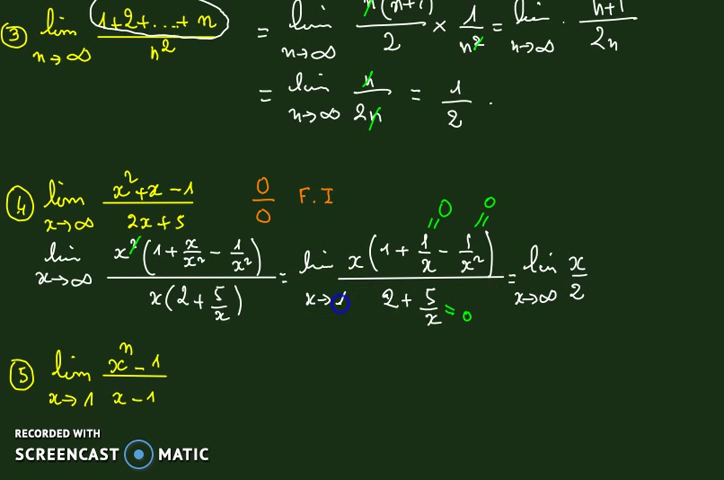 ③ lim n→∞ (1+2+...+n)/n² = lim n→∞ n(n+1)/2 × 1/n² = lim n→∞ · (n+1)/2n
= lim n→∞ n/2n = 1/2 .
④ lim x→∞ (x²+x-1)/(2x+5) 0/0 F.I
lim x→∞ x²(1+x/x²-1/x²)/x(2+5/x) = lim x→ x(1+1/x-1/x²)/(2+5/x) = lim x→∞ x/2
=0 =0 =0
⑤ lim x→1 (xⁿ-1)/(x-1)
RECORDED WITH
SCREENCAST MATIC